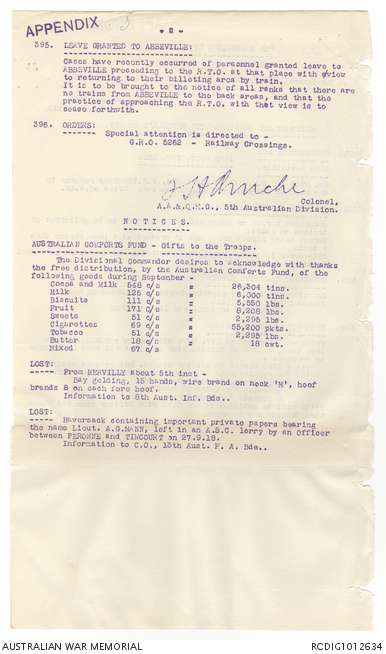 APPENDIX 3
- 2 -
395. LEAVE GRANTED TO ABBEVILLE:
Cases have recently occurred of personnel granted leave to
ABBEVILLE proceeding to the R.T.O. at that place with a view
to returning to their billeting area by train.
It is to be brought to the notice of all ranks that there are
no trains from ABBEVILLE to the back areas, and that the
practice of approaching the R.T.O. with that view is to
cease forthwith.
396. ORDERS:
Special attention is directed to -
G.R.O. 5262 - Railway Crossings.
Colonel,
A.A.&.Q.M.G., 5th Australian Division.
N O T I C E S.
AUSTRALIAN COMFORTS FUND - Gifts to the Troops.
The Divisional Commander desires to acknowledge with thanks
the free distribution, by the Australian Comforts Fund, of the
following goods during September -
Cocoa and Milk 548 c/s " 26,304 tins.
Milk 125 c/s " 6,000 tins.
Biscuits 111 c/s " 5,550 lbs.
Fruit 171 c/s " 8,208 lbs.
Sweets 51 c/s " 2,295 lbs.
Cigarettes 69 c/s " 55,200 pkts.
Tobacco 51 c/s " 2,295 lbs.
Butter 18 c/s " 18 cwt.
Mixed 67 c/s
LOST:
From HERVILLY about 5th inst -
Bay gelding, 15 hands, wire brand on neck 'N', hoof
brands 8 on each fore hoof.
Information to 8th Aust. Inf. Bde..
LOST:
Haversack containing important private papers bearing
the name Lieut. A.G.MANN, left in an A.S.C. lorry by an Officer
between PERONNE and TINCOURT on 27.9.18.
Information to C.O., 13th Aust. F. A. Bde..
AUSTRALIAN WAR MEMORIAL
RCDIG1012634